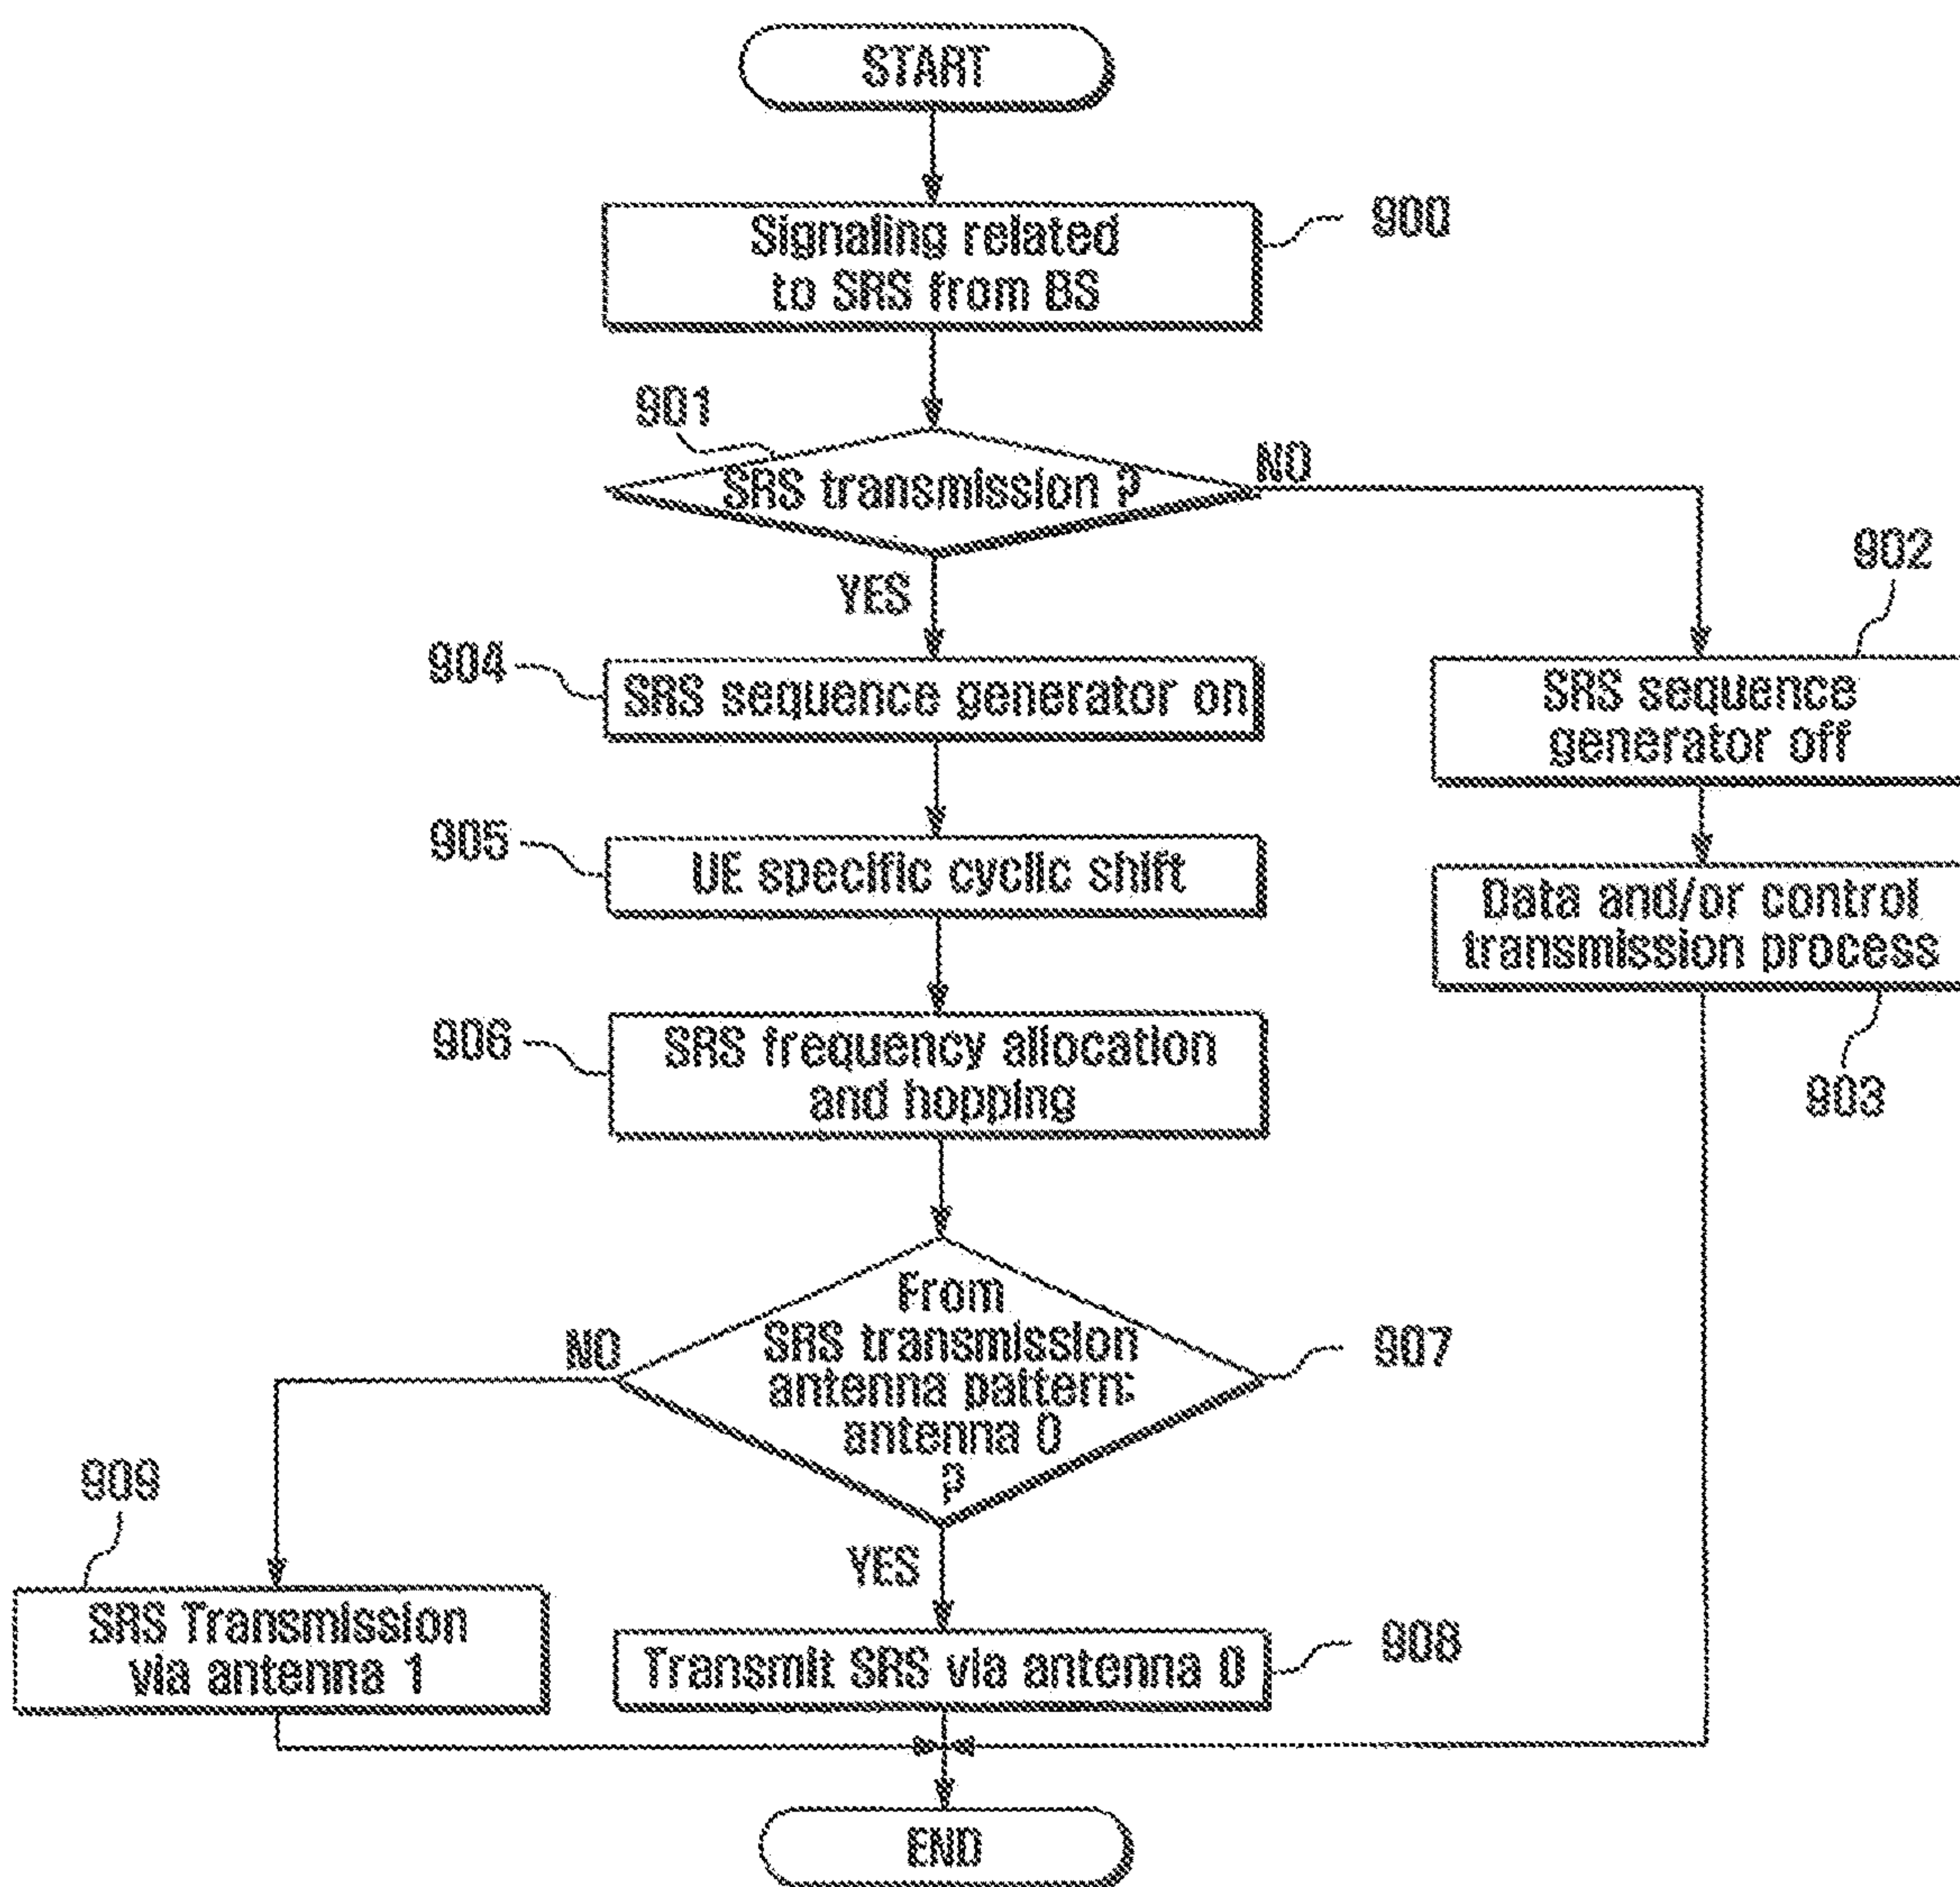 START
Signaling related
to SRS from BS
900
901
SRS transmission ?
NO
YES
902
904
SRS sequence generator on
SRS sequence
generator off
905
UE specific cyclic shift
Data and/or control
transmission process
903
906
SRS frequency allocation
and hopping
From
SRS transmission
antenna pattern:
antenna 0
?
907
NO
YES
909
SRS Transmission
via antenna 1
Transmit SRS via antenna 0
908
END